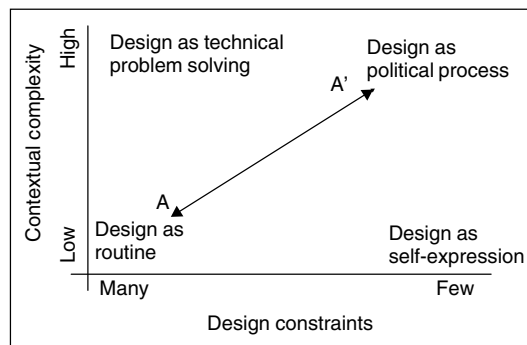 Contextual complexity
High
Low
Design as technical
problem solving
Design as
political process
A'
A
Design as
routine
Design as
self-expression
Many
Few
Design constraints